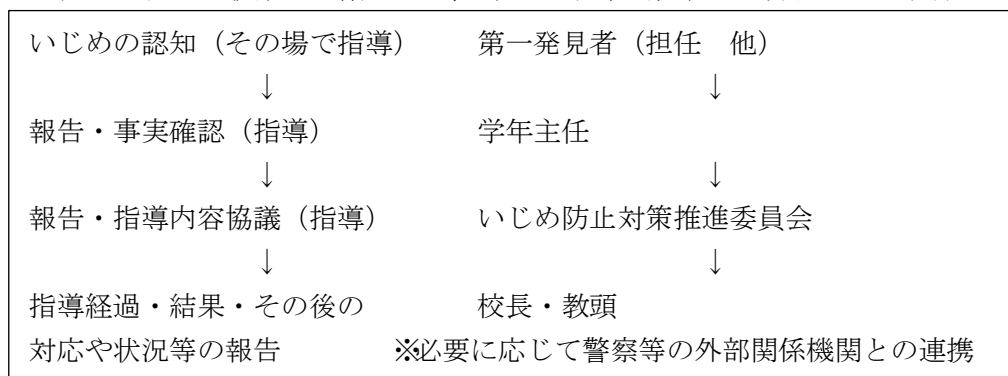 いじめの認知（その場で指導）　　第一発見者（担任　他）
↓　　↓
報告・事実確認（指導）　　学年主任
↓　　↓
報告・指導内容協議（指導）　　いじめ防止対策推進委員会
↓　　↓
指導経過・結果・その後の　　校長・教頭
対応や状況等の報告　　※必要に応じて警察等の外部関係機関との連携